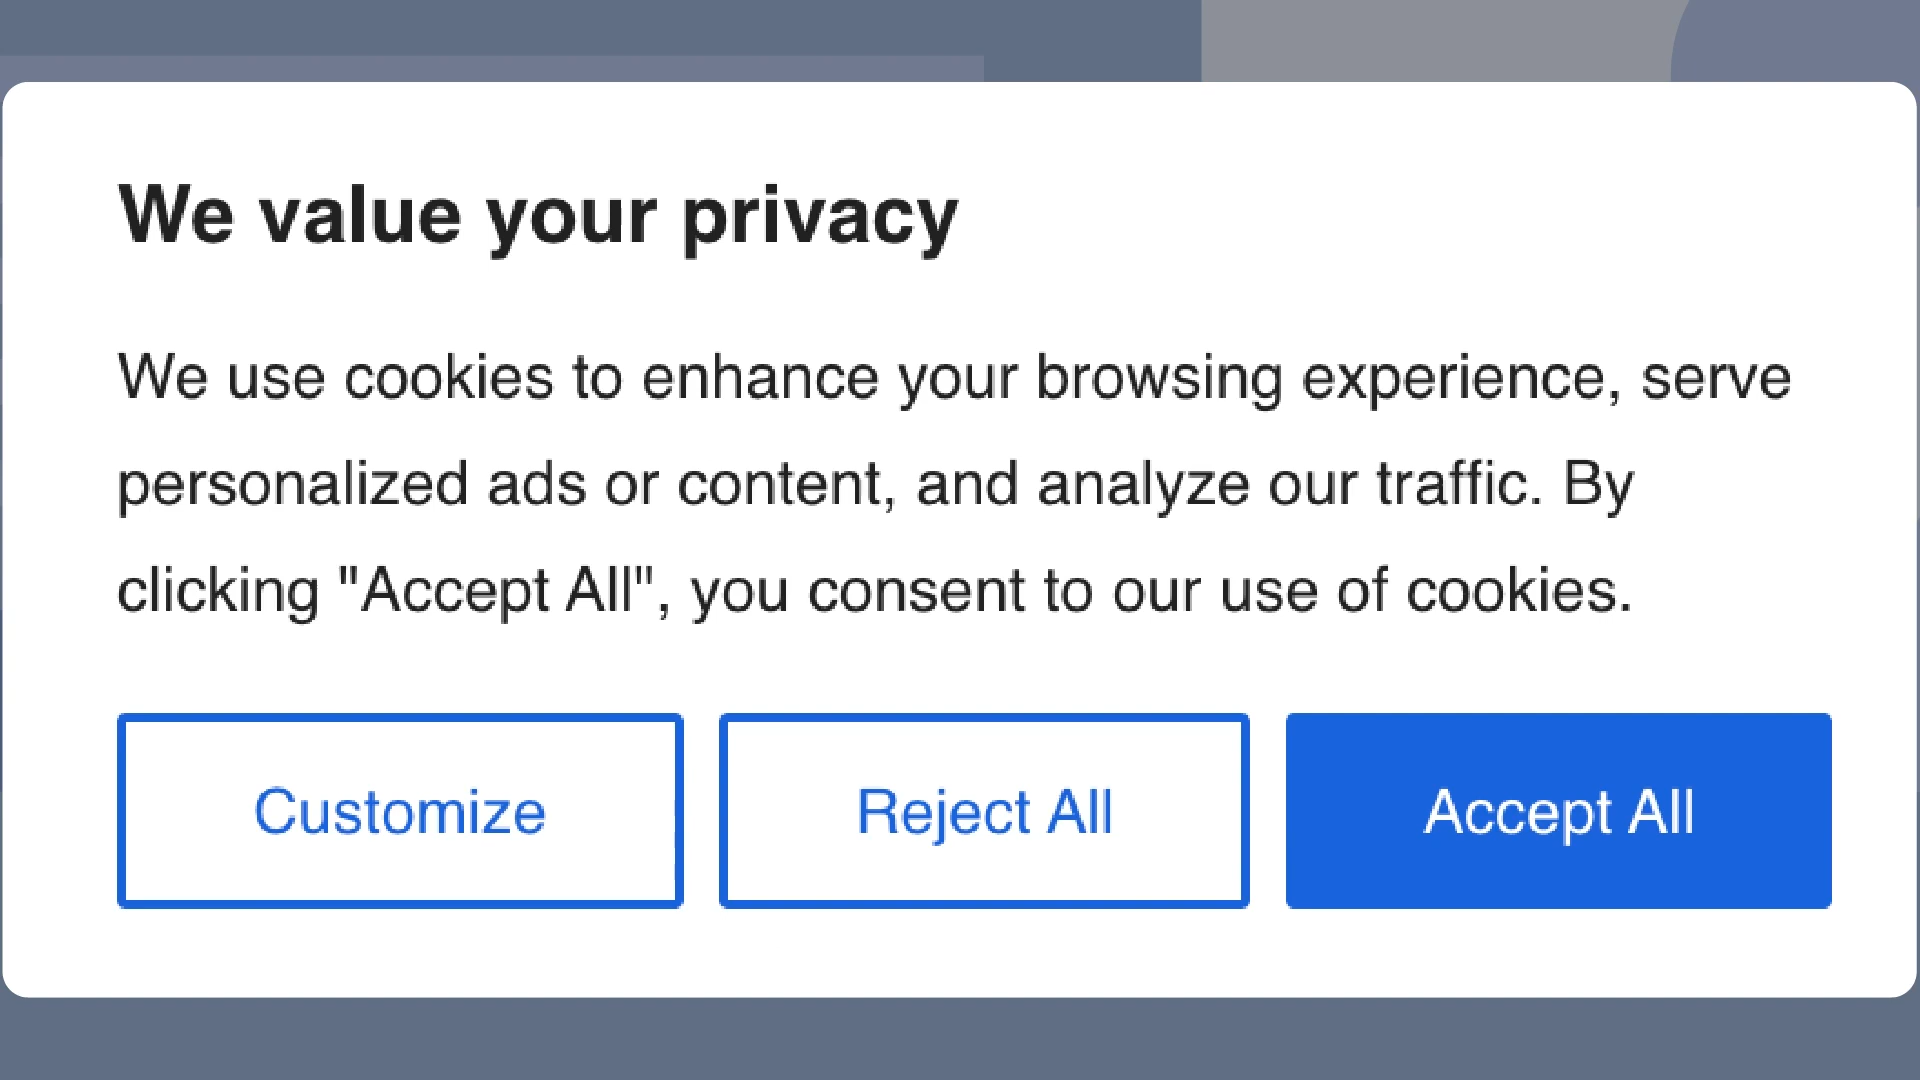 We value your privacy
We use cookies to enhance your browsing experience, serve
personalized ads or content, and analyze our traffic. By
clicking "Accept All", you consent to our use of cookies.
Customize
Reject All
Accept All